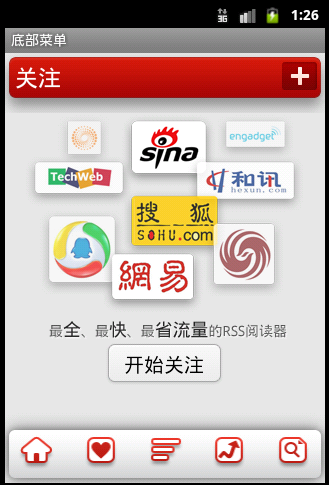 3G 1:26
底部菜单
关注
sina
engadget
TechWeb
和讯
hexun.com
搜狐
SOHU.com
網易
最全、最快、最省流量的RSS阅读器
开始关注